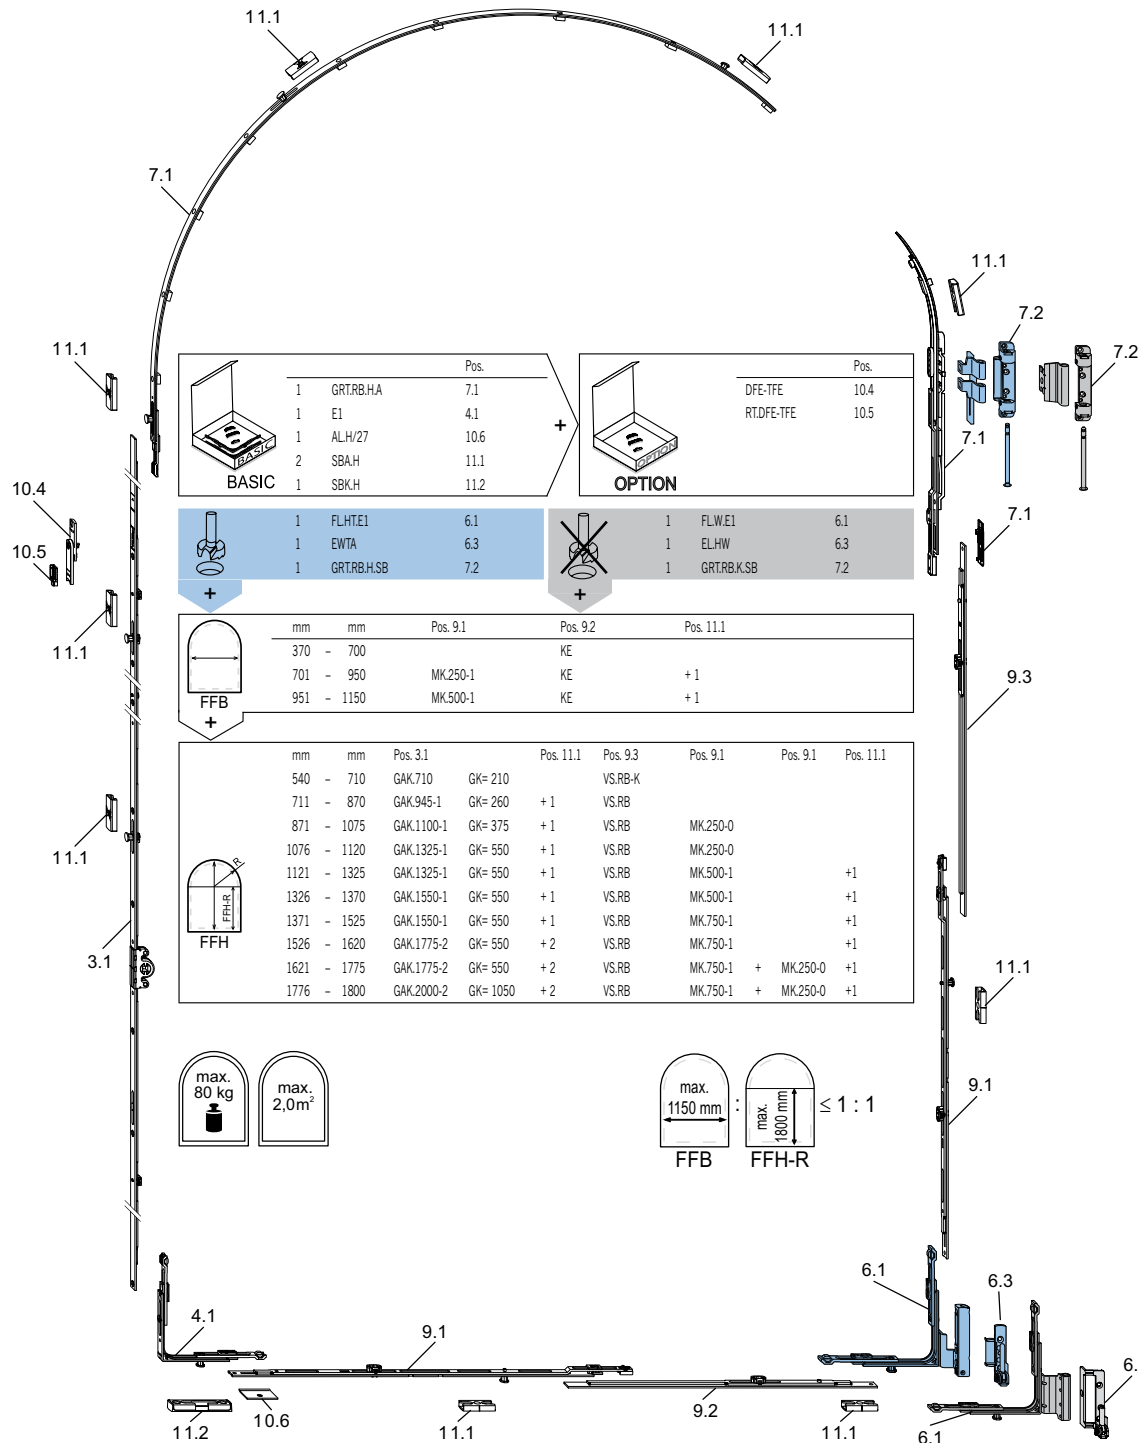 11.1
11.1
7.1
11.1
7.2
7.2
11.1
7.1
Pos.
1 GRT.RB.H.A 7.1
1 E1 4.1
1 AL.H/27 10.6
2 SBA.H 11.1
1 SBK.H 11.2
BASIC
BASIC
+
Pos.
DFE-TFE 10.4
RT.DFE-TFE 10.5
OPTION
OPTION
10.4
10.5
7.1
1 FL.HT.E1 6.1
1 EWTA 6.3
1 GRT.RB.H.SB 7.2
+
1 FL.W.E1 6.1
1 EL.HW 6.3
1 GRT.RB.K.SB 7.2
+
11.1
mm mm Pos. 9.1 Pos. 9.2 Pos. 11.1
370 – 700 KE
701 – 950 MK.250-1 KE + 1
951 – 1150 MK.500-1 KE + 1
FFB
+
9.3
mm mm Pos. 3.1 Pos. 11.1 Pos. 9.3 Pos. 9.1 Pos. 9.1 Pos. 11.1
540 – 710 GAK.710 GK= 210 VS.RB-K
711 – 870 GAK.945-1 GK= 260 + 1 VS.RB
871 – 1075 GAK.1100-1 GK= 375 + 1 VS.RB MK.250-0
1076 – 1120 GAK.1325-1 GK= 550 + 1 VS.RB MK.250-0
1121 – 1325 GAK.1325-1 GK= 550 + 1 VS.RB MK.500-1 +1
1326 – 1370 GAK.1550-1 GK= 550 + 1 VS.RB MK.500-1 +1
1371 – 1525 GAK.1550-1 GK= 550 + 1 VS.RB MK.750-1 +1
1526 – 1620 GAK.1775-2 GK= 550 + 2 VS.RB MK.750-1 +1
1621 – 1775 GAK.1775-2 GK= 550 + 2 VS.RB MK.750-1 + MK.250-0 +1
1776 – 1800 GAK.2000-2 GK= 1050 + 2 VS.RB MK.750-1 + MK.250-0 +1
R
FFH-R
FFH
11.1
3.1
11.1
max.
80 kg
max.
2,0m²
max.
1150 mm
FFB
:
max.
1800 mm
FFH-R
≤ 1 : 1
9.1
6.1
6.3
4.1
9.1
6.
11.2
10.6
11.1
9.2
11.1
6.1